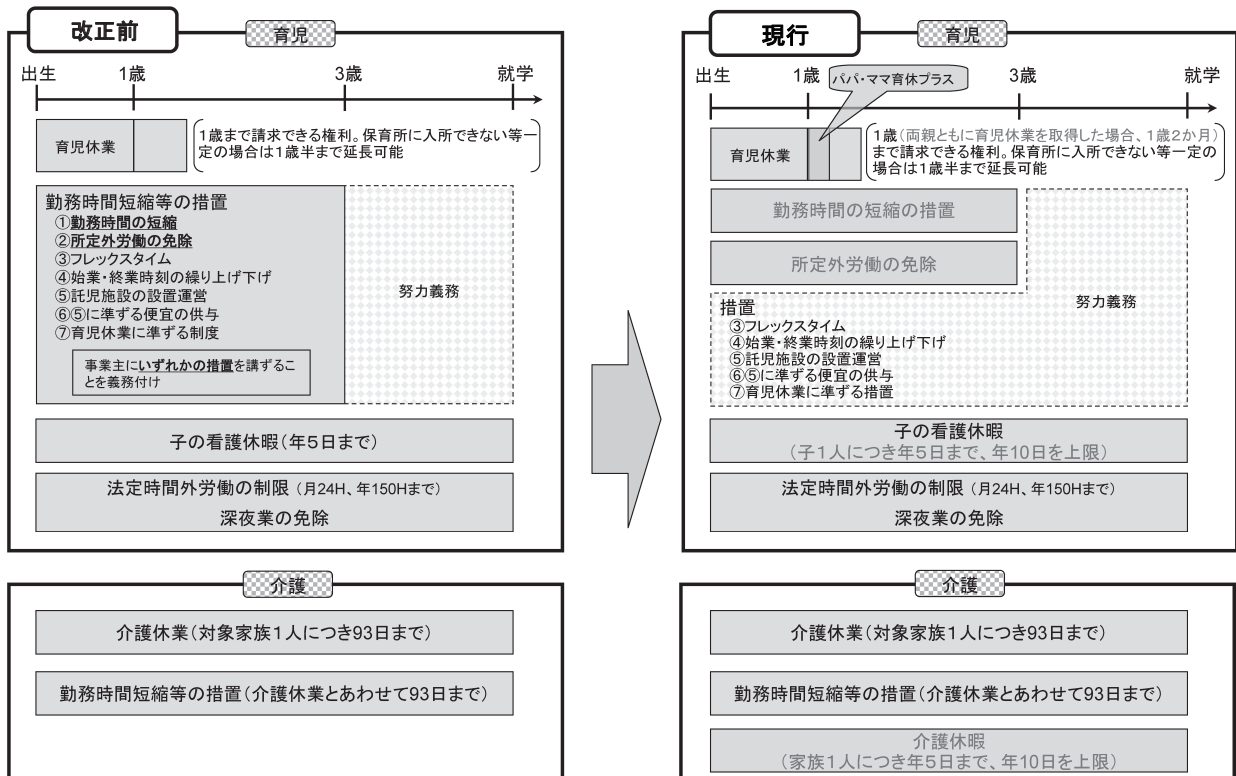 改正前
育児
出生
1歳
3歳
就学
育児休業
1歳まで請求できる権利。保育所に入所できない等一
定の場合は1歳半まで延長可能
勤務時間短縮等の措置
①勤務時間の短縮
②所定外労働の免除
③フレックスタイム
④始業・終業時刻の繰り上げ下げ
⑤託児施設の設置運営
⑥⑤に準ずる便宜の供与
⑦育児休業に準ずる制度
事業主にいずれかの措置を講ずるこ
とを義務付け
努力義務
子の看護休暇(年5日まで)
法定時間外労働の制限(月24H、年150Hまで)
深夜業の免除
介護
介護休業(対象家族1人につき93日まで)
勤務時間短縮等の措置(介護休業とあわせて93日まで)
現行
育児
出生
1歳
パパ・ママ育休プラス
3歳
就学
育児休業
1歳(両親ともに育児休業を取得した場合、1歳2か月)
まで請求できる権利。保育所に入所できない等一定の
場合は1歳半まで延長可能
勤務時間の短縮の措置
所定外労働の免除
努力義務
措置
③フレックスタイム
④始業・終業時刻の繰り上げ下げ
⑤託児施設の設置運営
⑥⑤に準ずる便宜の供与
⑦育児休業に準ずる措置
子の看護休暇
(子1人につき年5日まで、年10日を上限)
法定時間外労働の制限(月24H、年150Hまで)
深夜業の免除
介護
介護休業(対象家族1人につき93日まで)
勤務時間短縮等の措置(介護休業とあわせて93日まで)
介護休暇
(家族1人につき年5日まで、年10日を上限)